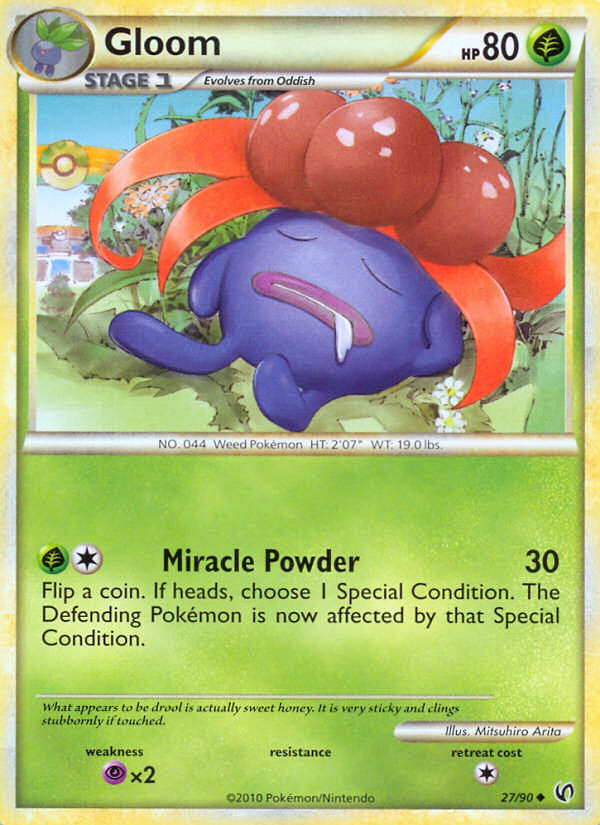 Gloom
HP 80
STAGE 1
Evolves from Oddish
NO. 044 Weed Pokémon HT: 2'07" WT: 19.0 lbs.
Miracle Powder 30
Flip a coin. If heads, choose 1 Special Condition. The
Defending Pokémon is now affected by that Special
Condition.
What appears to be drool is actually sweet honey. It is very sticky and clings
stubbornly if touched.
Illus. Mitsuhiro Arita
weakness resistance retreat cost
×2
©2010 Pokémon/Nintendo 27/90